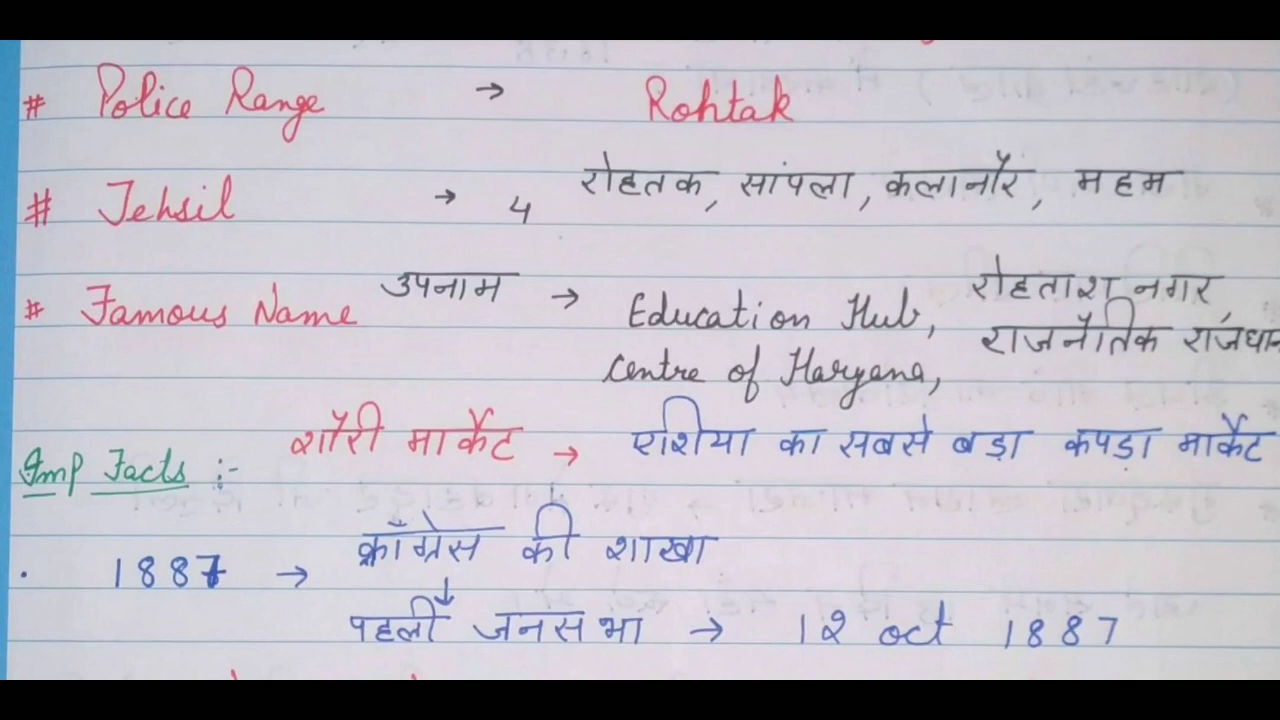 # Police Range → Rohtak
# Tehsil → 4 रोहतक, सांपला, कलानौर, महम
# Famous Name उपनाम → Education Hub, रोहताश नगर,
Centre of Haryana, राजनैतिक राजधान
शौरी मार्केट → एशिया का सबसे बड़ा कपड़ा मार्केट
Imp Facts :-
. 1887 → काँग्रेस की शाखा
↓
पहली जनसभा → 12 oct 1887